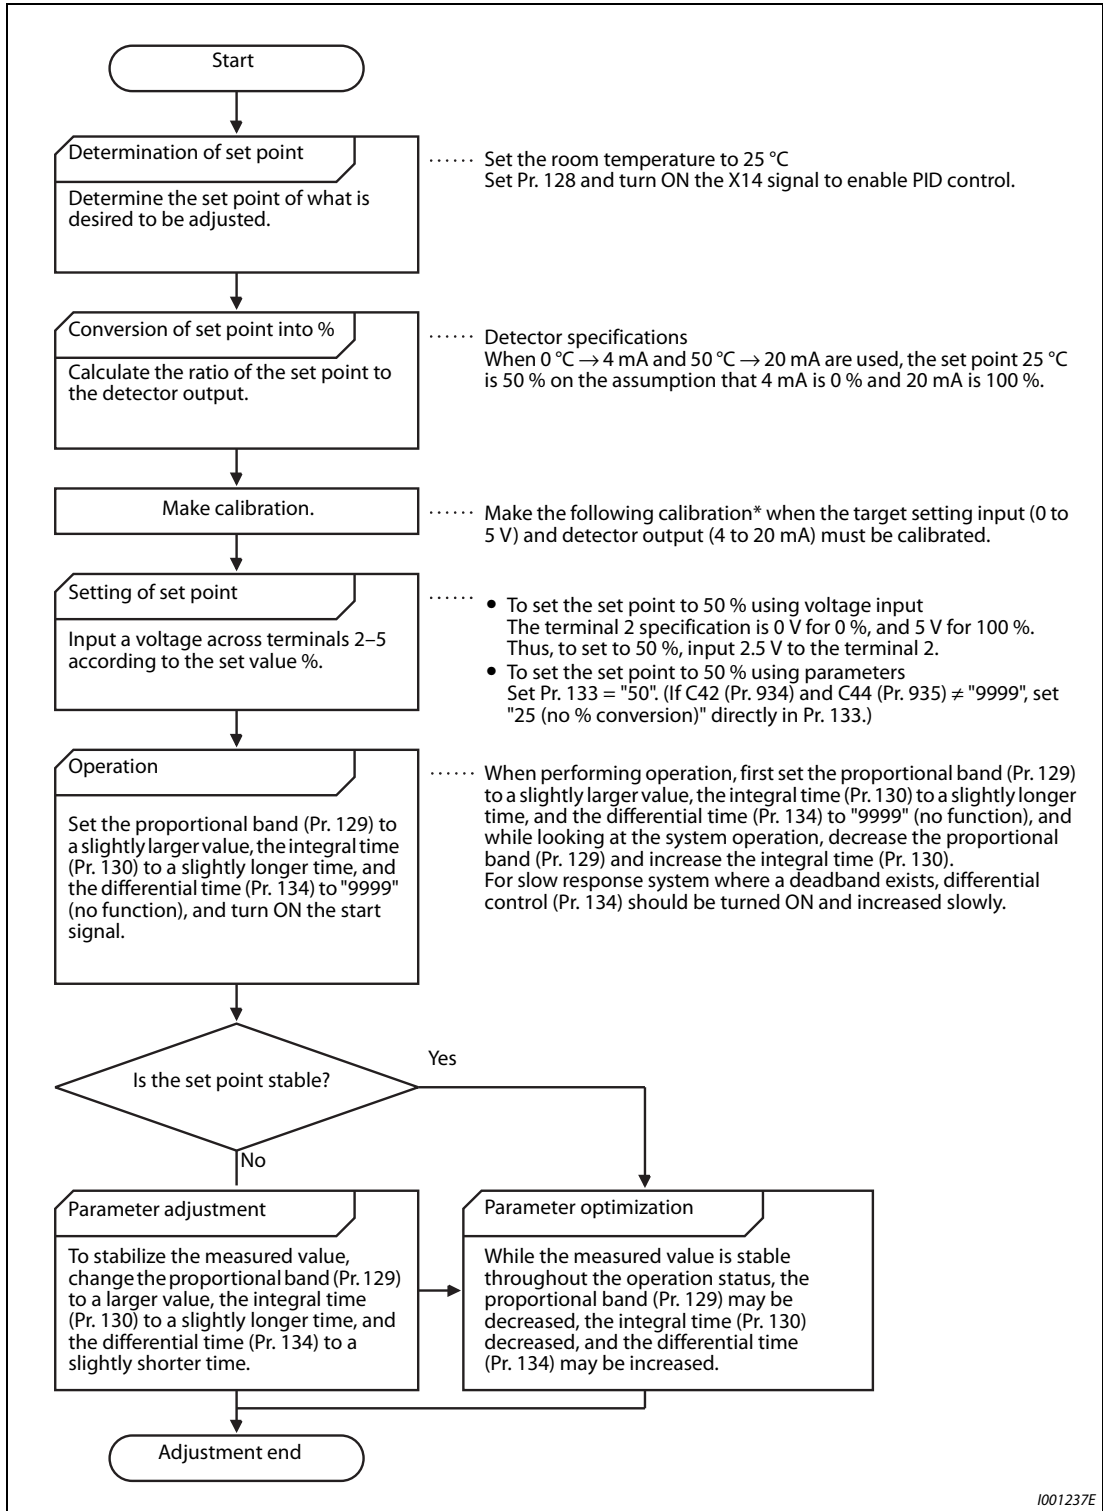 Start
Determination of set point
Determine the set point of what is
desired to be adjusted.
...... Set the room temperature to 25 °C
Set Pr. 128 and turn ON the X14 signal to enable PID control.
Conversion of set point into %
Calculate the ratio of the set point to
the detector output.
...... Detector specifications
When 0 °C → 4 mA and 50 °C → 20 mA are used, the set point 25 °C
is 50 % on the assumption that 4 mA is 0 % and 20 mA is 100 %.
Make calibration.
...... Make the following calibration* when the target setting input (0 to
5 V) and detector output (4 to 20 mA) must be calibrated.
Setting of set point
Input a voltage across terminals 2–5
according to the set value %.
...... ● To set the set point to 50 % using voltage input
The terminal 2 specification is 0 V for 0 %, and 5 V for 100 %.
Thus, to set to 50 %, input 2.5 V to the terminal 2.
● To set the set point to 50 % using parameters
Set Pr. 133 = "50". (If C42 (Pr. 934) and C44 (Pr. 935) ≠ "9999", set
"25 (no % conversion)" directly in Pr. 133.)
Operation
Set the proportional band (Pr. 129) to
a slightly larger value, the integral time
(Pr. 130) to a slightly longer time, and
the differential time (Pr. 134) to "9999"
(no function), and turn ON the start
signal.
...... When performing operation, first set the proportional band (Pr. 129)
to a slightly larger value, the integral time (Pr. 130) to a slightly longer
time, and the differential time (Pr. 134) to "9999" (no function), and
while looking at the system operation, decrease the proportional
band (Pr. 129) and increase the integral time (Pr. 130).
For slow response system where a deadband exists, differential
control (Pr. 134) should be turned ON and increased slowly.
Is the set point stable?
Yes
No
Parameter adjustment
To stabilize the measured value,
change the proportional band (Pr. 129)
to a larger value, the integral time
(Pr. 130) to a slightly longer time, and
the differential time (Pr. 134) to a
slightly shorter time.
Parameter optimization
While the measured value is stable
throughout the operation status, the
proportional band (Pr. 129) may be
decreased, the integral time (Pr. 130)
decreased, and the differential time
(Pr. 134) may be increased.
Adjustment end
I001237E